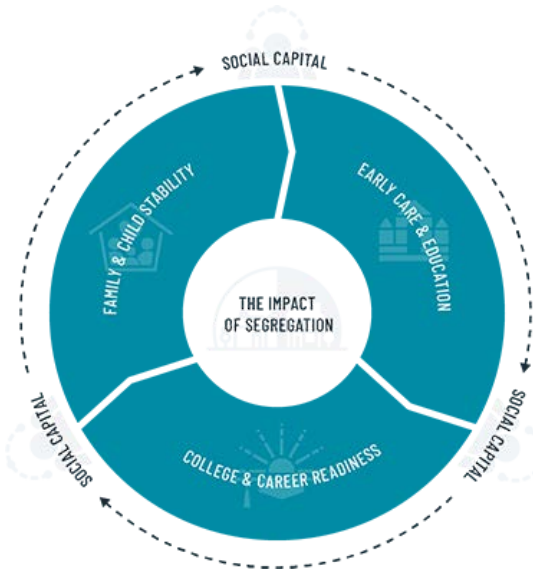 SOCIAL CAPITAL
FAMILY & CHILD STABILITY
EARLY CARE & EDUCATION
THE IMPACT
OF SEGREGATION
SOCIAL CAPITAL
SOCIAL CAPITAL
COLLEGE & CAREER READINESS